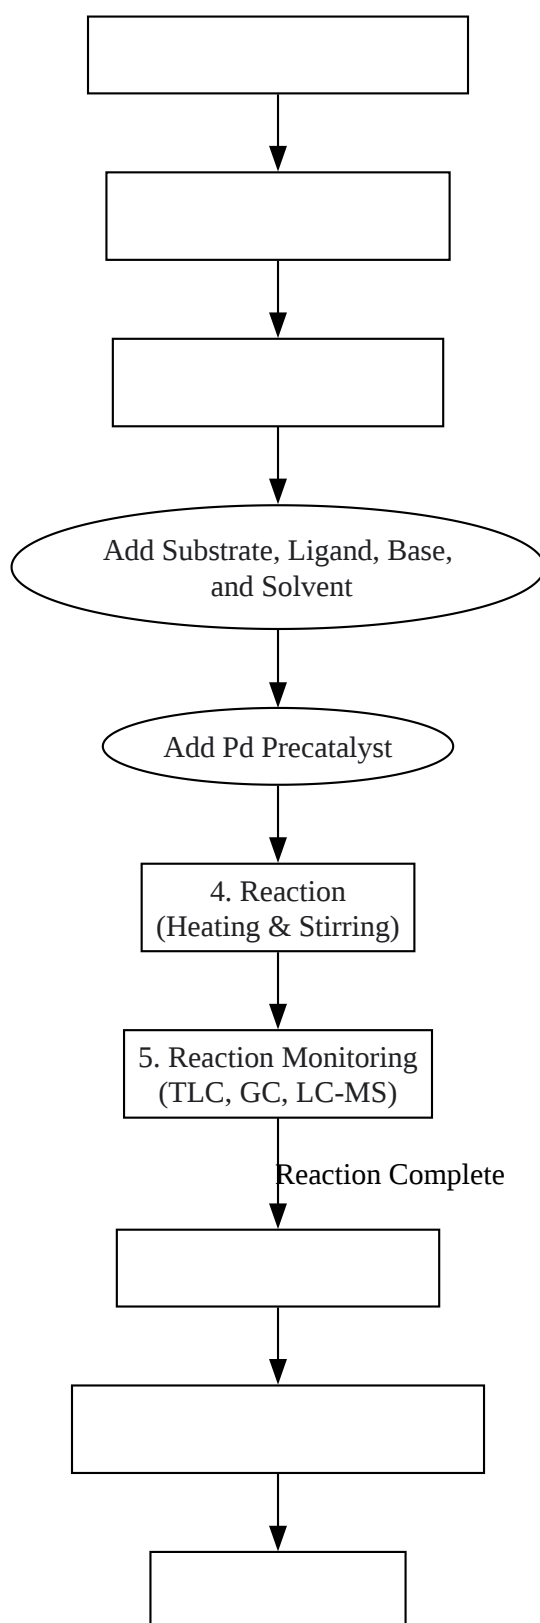 Add Substrate, Ligand, Base,
and Solvent
Add Pd Precatalyst
4. Reaction
(Heating & Stirring)
5. Reaction Monitoring
(TLC, GC, LC-MS)
Reaction Complete